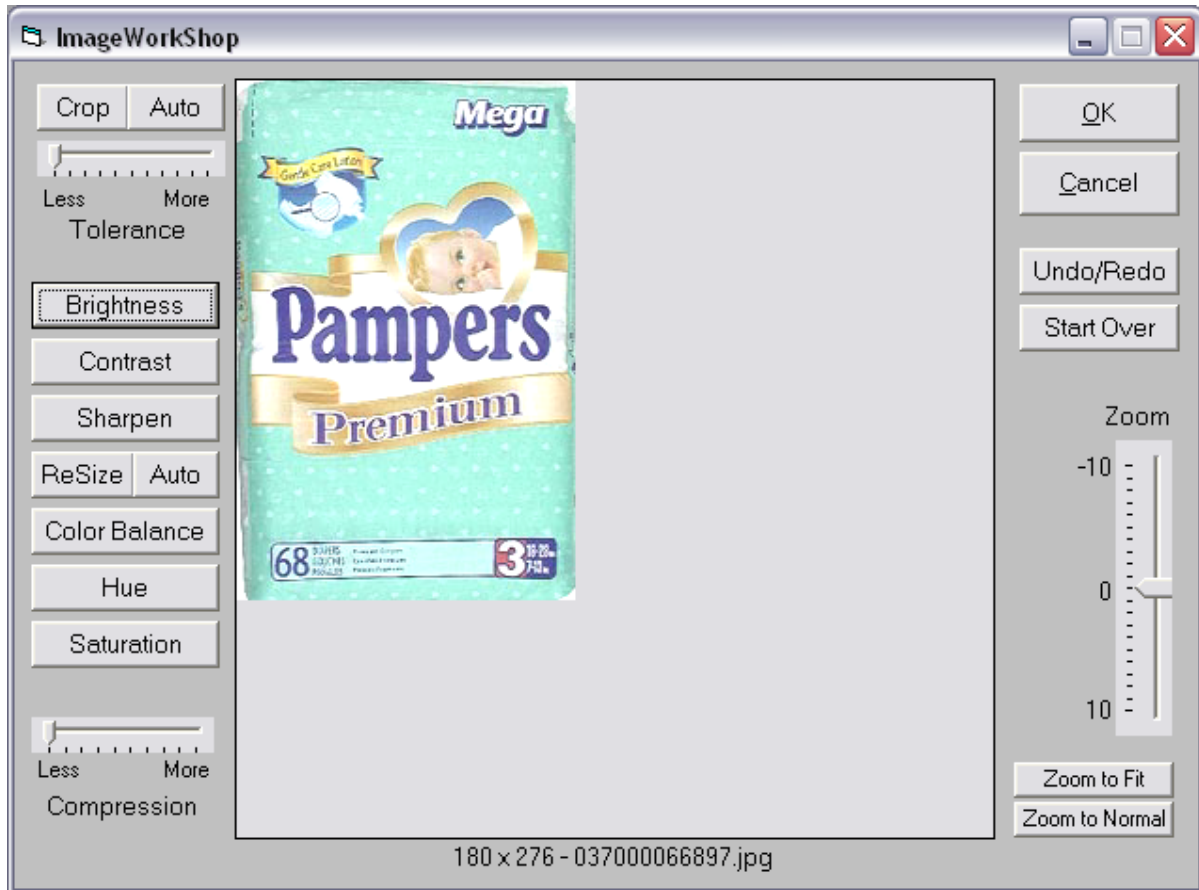 ImageWorkShop
Crop Auto
Less More
Tolerance
Brightness
Contrast
Sharpen
ReSize Auto
Color Balance
Hue
Saturation
Less More
Compression
Mega
Gentle Care Lotion
Pampers
Premium
68
3
180 x 276 - 037000066897.jpg
OK
Cancel
Undo/Redo
Start Over
Zoom
-10
0
10
Zoom to Fit
Zoom to Normal